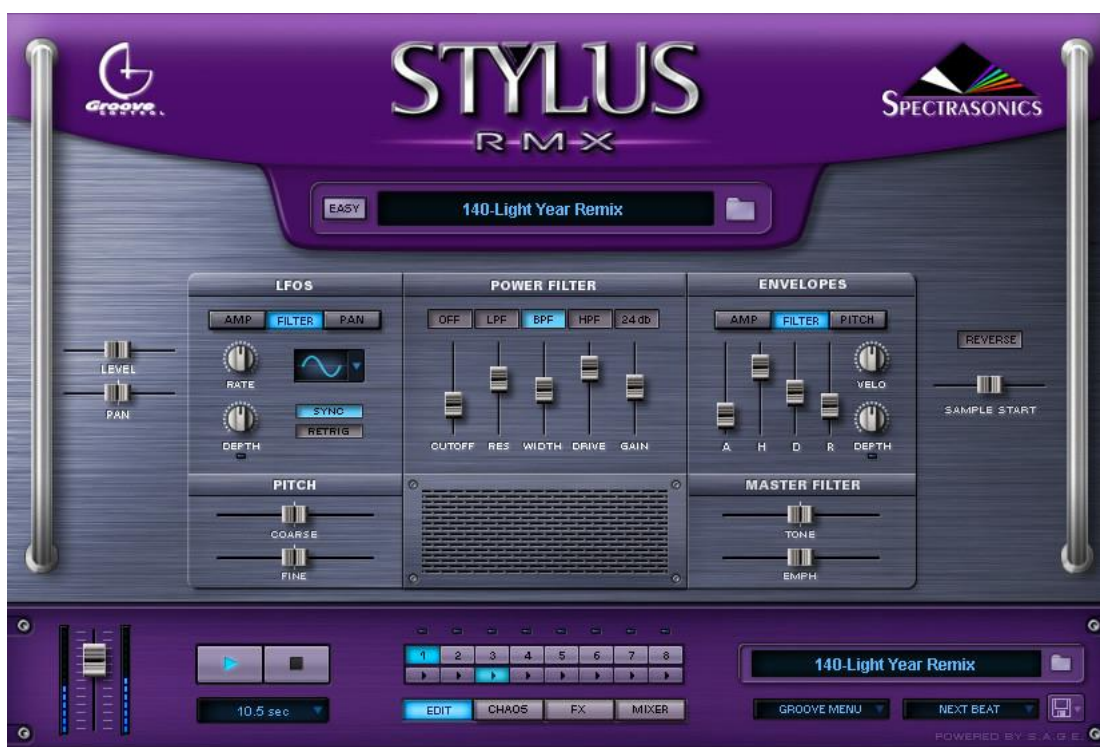 Groove
CONTROL
STYLUS
RMX
SPECTRASONICS
EASY
140-Light Year Remix
LFOS
POWER FILTER
ENVELOPES
AMP FILTER PAN
OFF LPF BPF HPF 24db
AMP FILTER PITCH
REVERSE
LEVEL
PAN
RATE
DEPTH
SYNC
RETRIG
CUTOFF RES WIDTH DRIVE GAIN
A H D R
VELO
DEPTH
SAMPLE START
PITCH
COARSE
FINE
MASTER FILTER
TONE
EMPH
1 2 3 4 5 6 7 8
10.5 sec
EDIT CHAOS FX MIXER
140-Light Year Remix
GROOVE MENU NEXT BEAT
POWERED BY S.A.G.E.